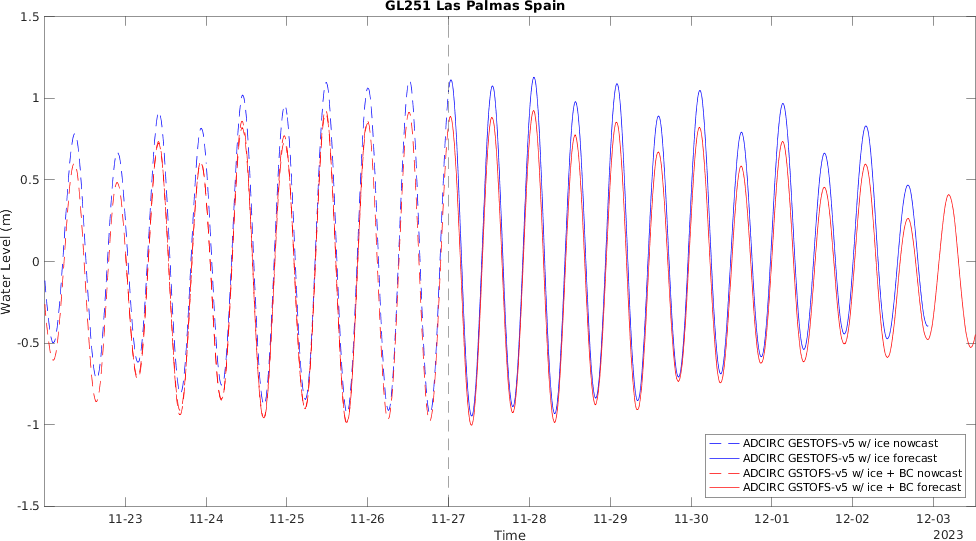 GL251 Las Palmas Spain
1.5
1
0.5
0
-0.5
-1
-1.5
Water Level (m)
ADCIRC GESTOFS-v5 w/ ice nowcast
ADCIRC GESTOFS-v5 w/ ice forecast
ADCIRC GSTOFS-v5 w/ ice + BC nowcast
ADCIRC GSTOFS-v5 w/ ice + BC forecast
11-23 11-24 11-25 11-26 11-27 11-28 11-29 11-30 12-01 12-02 12-03
Time
2023